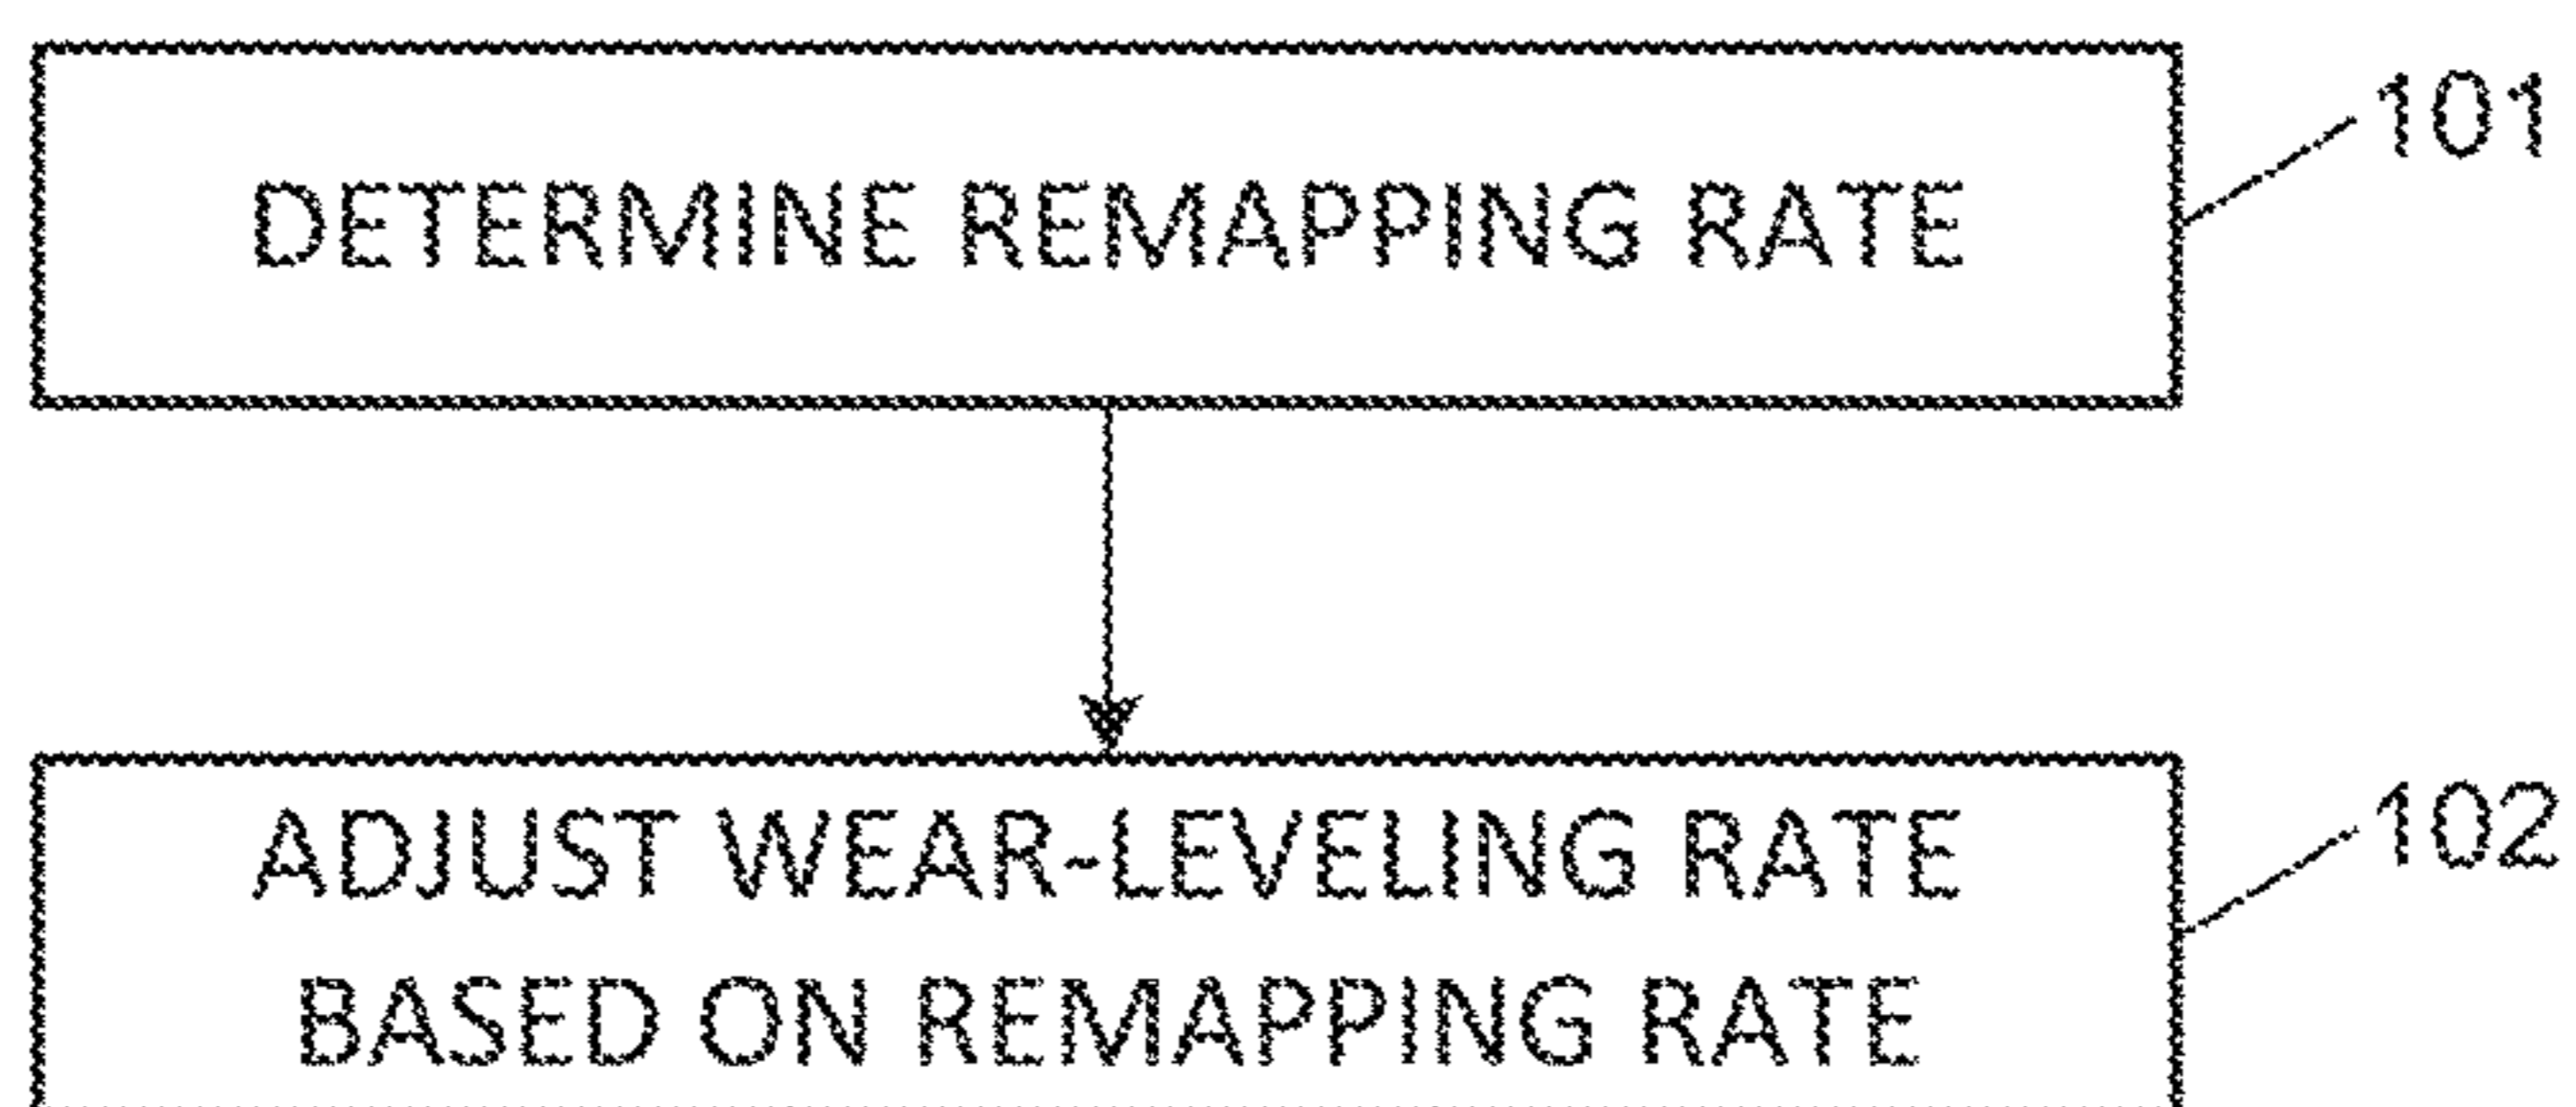 DETERMINE REMAPPING RATE
101
ADJUST WEAR-LEVELING RATE
BASED ON REMAPPING RATE
102